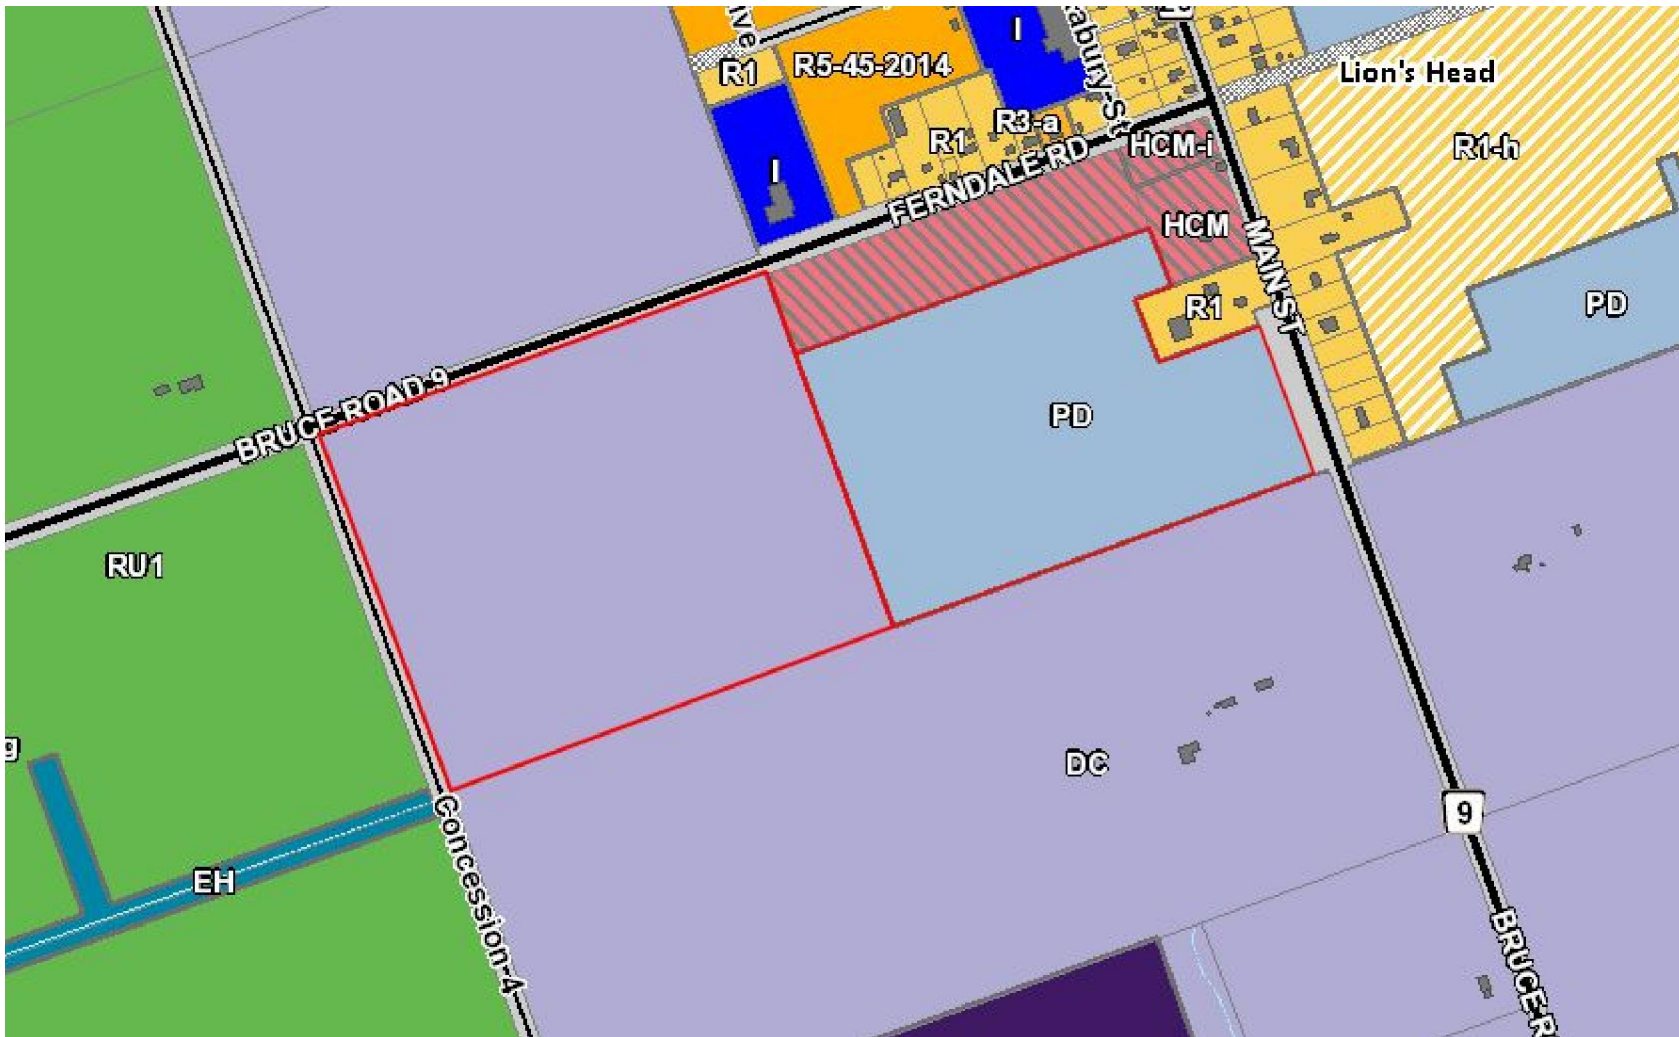 I
R1
R5-45-2014
Lion's Head
R3-a
R1
HCM-i
R1-h
I
FERNDALE RD
HCM
MAIN ST
R1
PD
BRUCE ROAD 9
PD
RU1
g
DC
Concession 4
9
EH
BRUCE R